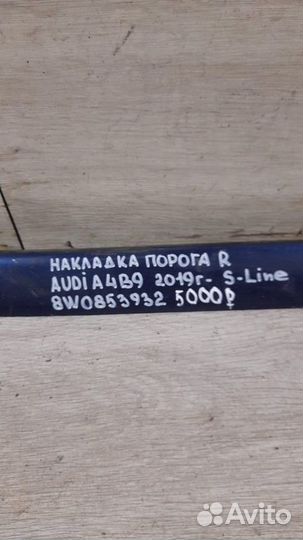 НАКЛАДКА ПОРОГА R
AUDi A4B9 2019г- S-Line
8W0853932 5000₽
Avito